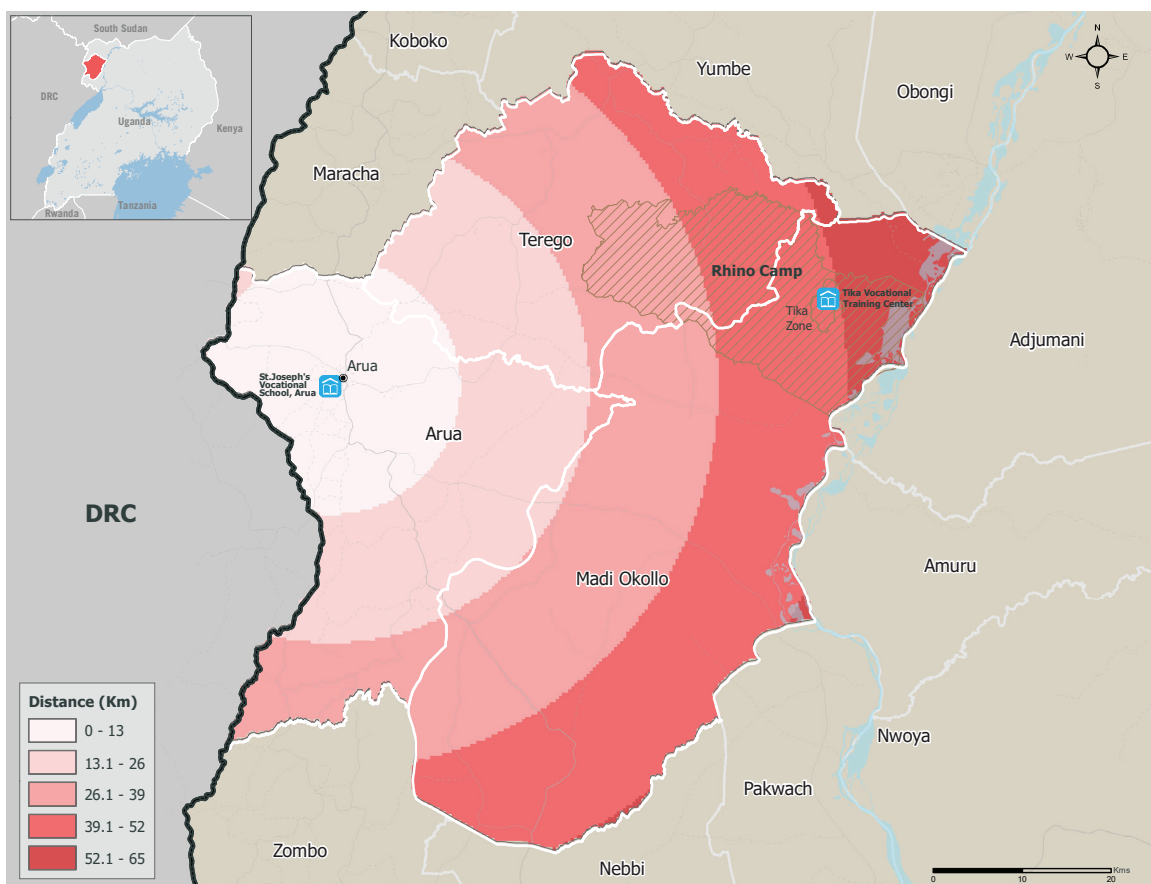 South Sudan
DRC
Uganda
Kenya
Rwanda
Tanzania
Koboko
Yumbe
Obongi
N
W
E
S
Maracha
Terego
Rhino Camp
Tika Vocational
Training Center
Tika
Zone
Adjumani
Arua
St.Joseph's
Vocational
School, Arua
Arua
DRC
Madi Okollo
Amuru
Nwoya
Pakwach
Zombo
Nebbi
Distance (Km)
0 - 13
13.1 - 26
26.1 - 39
39.1 - 52
52.1 - 65
Kms
0
10
20